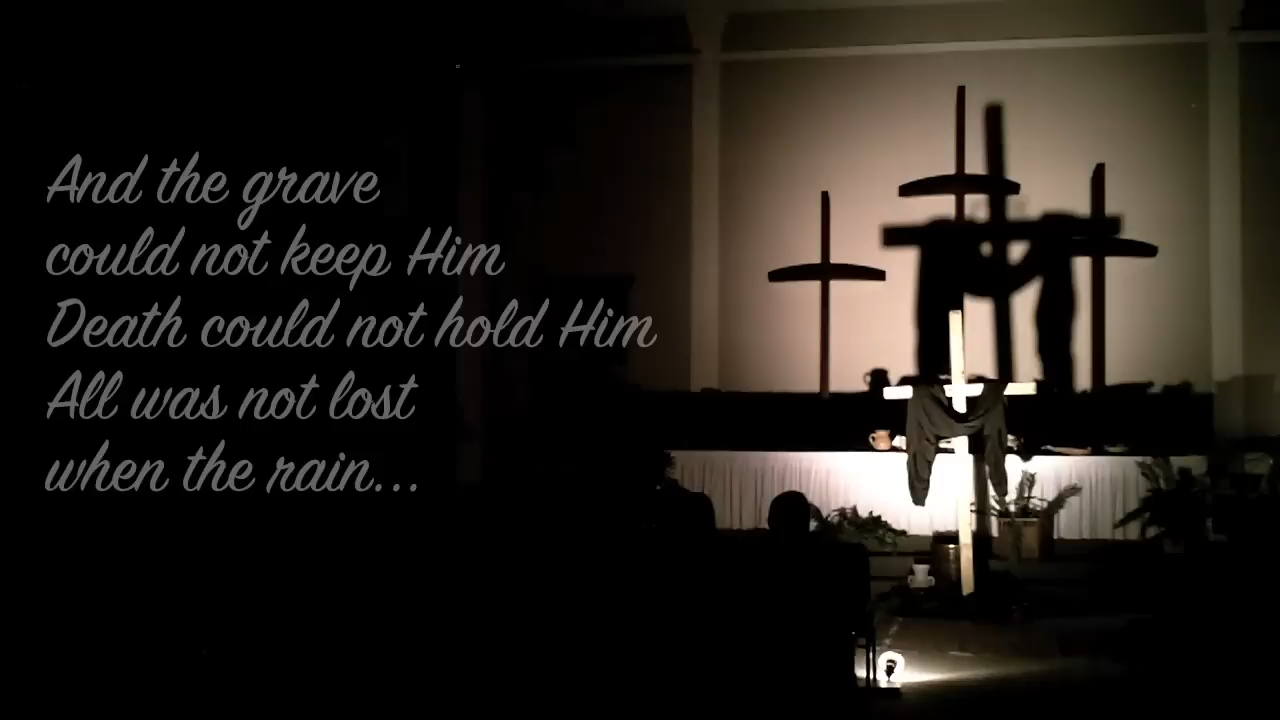 And the grave
could not keep Him
Death could not hold Him
All was not lost
when the rain...